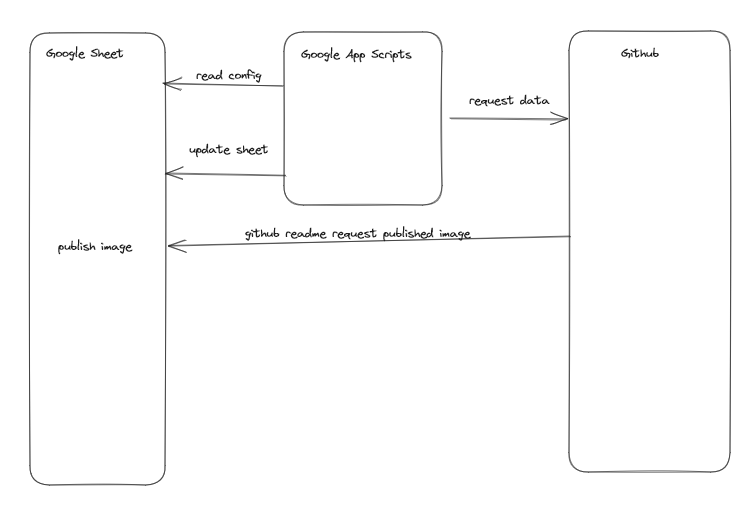 Google Sheet
Google App Scripts
Github
read config
request data
update sheet
github readme request published image
publish image